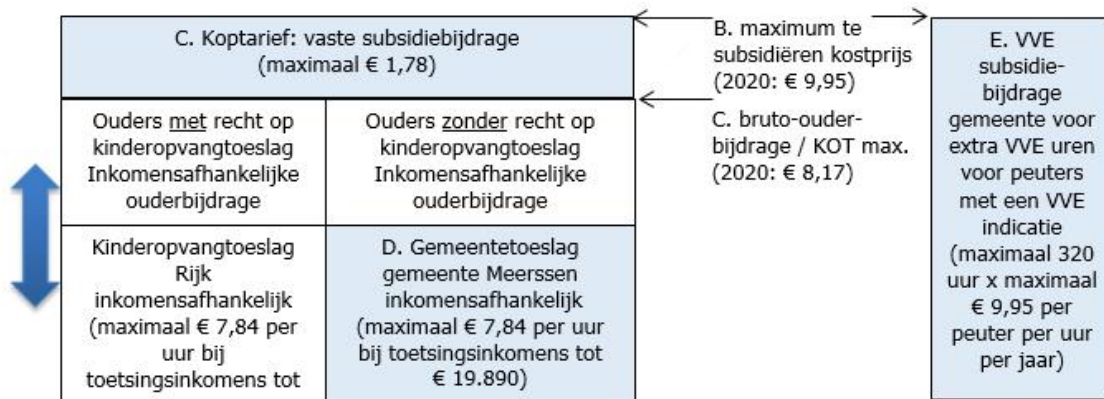 C. Koptarief: vaste subsidiebijdrage
(maximaal € 1,78)
B. maximum te
subsidiëren kostprijs
(2020: € 9,95)
C. bruto-ouder-
bijdrage / KOT max.
(2020: € 8,17)
E. VVE
subsidie-
bijdrage
gemeente voor
extra VVE uren
voor peuters
met een VVE
indicatie
(maximaal 320
uur x maximaal
€ 9,95 per
peuter per uur
per jaar)
Ouders met recht op
kinderopvangtoeslag
Inkomensafhankelijke
ouderbijdrage
Ouders zonder recht op
kinderopvangtoeslag
Inkomensafhankelijke
ouderbijdrage
Kinderopvangtoeslag
Rijk
inkomensafhankelijk
(maximaal € 7,84 per
uur bij
toetsingsinkomens tot
D. Gemeentetoeslag
gemeente Meerssen
inkomensafhankelijk
(maximaal € 7,84 per uur
bij toetsingsinkomens tot
€ 19.890)